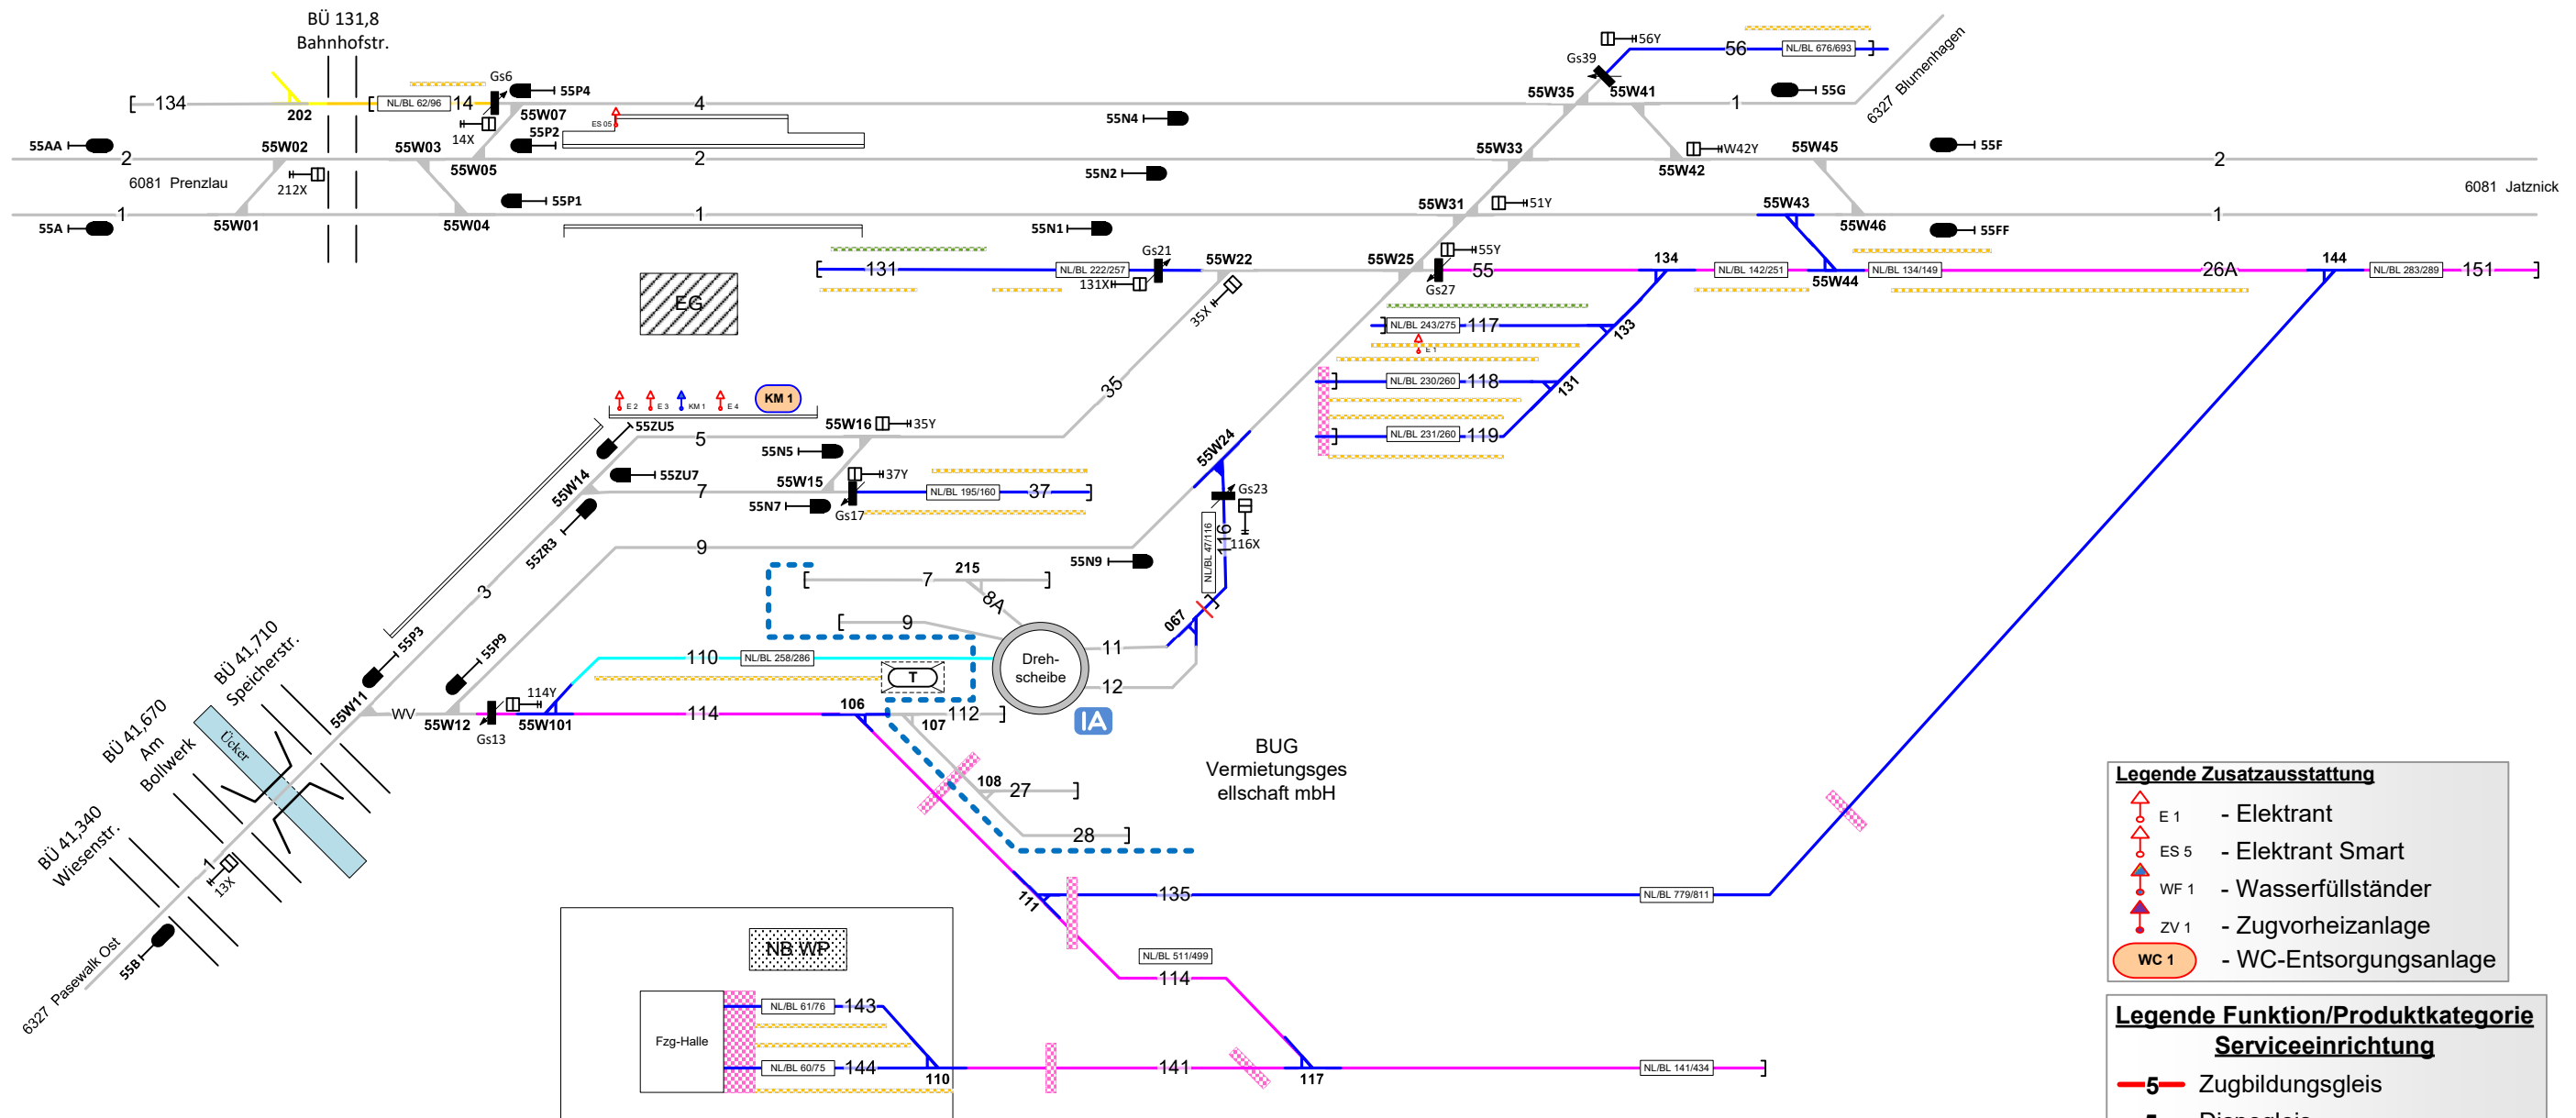 BÜ 131,8
Bahnhofstr.
134
202
NL/BL 62/96
14
Gs6
55P4
14X
55W07
55P2
ES 05
4
55N4
55W35
55W41
Gs39
56Y
56
NL/BL 676/693
1
55G
6327 Blumenhagen
55AA
2
6081 Prenzlau
55W02
212X
55W03
55W05
2
55N2
55W33
W42Y
55W42
55W45
55F
2
6081 Jatznick
55A
1
55W01
55W04
55P1
1
55N1
55W31
51Y
55W43
55W46
55FF
1
EG
131
NL/BL 222/257
131X
Gs21
55W22
35X
55W25
55Y
Gs27
55
134
NL/BL 142/251
55W44
NL/BL 134/149
26A
144
NL/BL 283/289
151
NL/BL 243/275
117
133
E 1
NL/BL 230/260
118
131
NL/BL 231/260
119
E 2
E 3
KM 1
E 4
KM 1
55ZU5
5
55N5
55W16
35Y
35
55ZU7
55W14
7
55W15
37Y
55N7
Gs17
NL/BL 195/160
37
55ZR3
9
55N9
55W24
Gs23
116
NL/BL 47/116
116X
067
3
7
215
8A
9
11
12
Dreh-
scheibe
IA
110
NL/BL 258/286
T
55P3
55P9
55W11
WV
55W12
Gs13
114Y
55W101
114
106
107
112
108
27
28
BUG
Vermietungsges
ellschaft mbH
BÜ 41,710
Speicherstr.
BÜ 41,670
Am
Bollwerk
Ücker
BÜ 41,340
Wiesenstr.
1
13X
55B
6327 Pasewalk Ost
111
135
NL/BL 779/811
NL/BL 511/499
114
NB WP
Fzg-Halle
NL/BL 61/76
143
NL/BL 60/75
144
110
141
117
NL/BL 141/434
Legende Zusatzausstattung
E 1 - Elektrant
ES 5 - Elektrant Smart
WF 1 - Wasserfüllständer
ZV 1 - Zugvorheizanlage
WC 1 - WC-Entsorgungsanlage
Legende Funktion/Produktkategorie
Serviceeinrichtung
5 Zugbildungsgleis